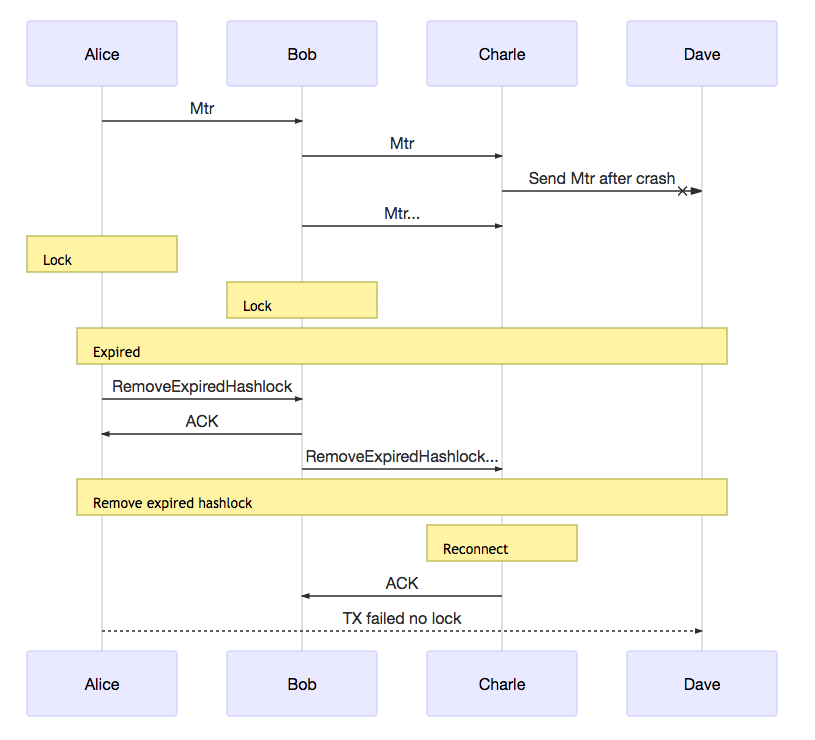 Alice
Bob
Charle
Dave
Mtr
Mtr
Send Mtr after crash
Mtr...
Lock
Lock
Expired
RemoveExpiredHashlock
ACK
RemoveExpiredHashlock...
Remove expired hashlock
Reconnect
ACK
TX failed no lock
Alice
Bob
Charle
Dave